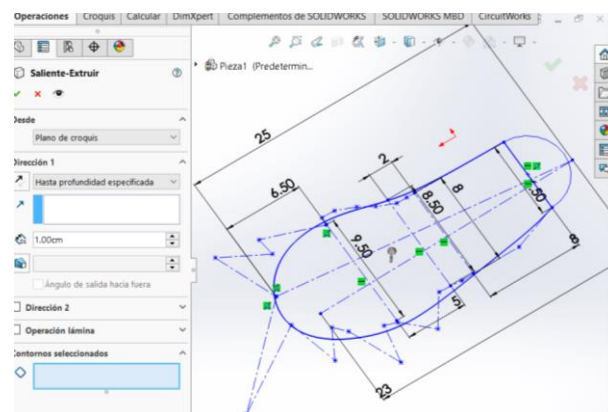 Operaciones Croquis Calcular DimXpert Complementos de SOLIDWORKS SOLIDWORKS MBD CircuitWorks
Pieza1 (Predetermin...
Saliente-Extruir
Desde
Plano de croquis
Dirección 1
Hasta profundidad especificada
1.00cm
Ángulo de salida hacia fuera
Dirección 2
Operación lámina
Contornos seleccionados
25
6.50
2
8.50
8
.50
9.50
8
5
23